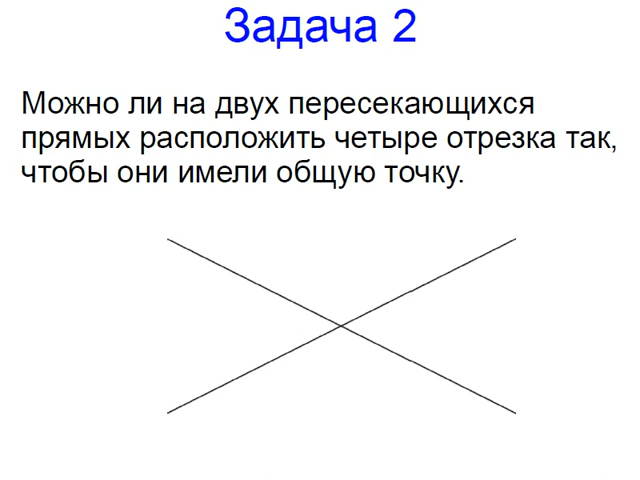 Задача 2
Можно ли на двух пересекающихся
прямых расположить четыре отрезка так,
чтобы они имели общую точку.